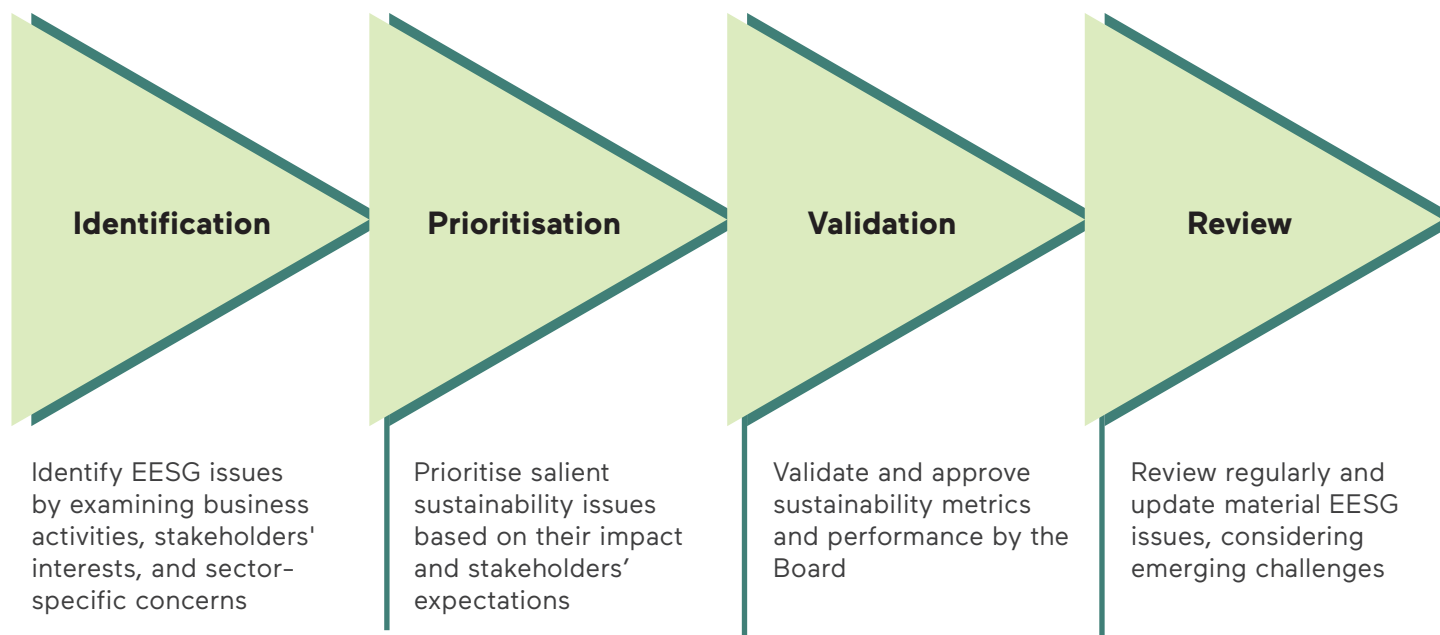 Identification
Identify EESG issues
by examining business
activities, stakeholders'
interests, and sector-
specific concerns
Prioritisation
Prioritise salient
sustainability issues
based on their impact
and stakeholders’
expectations
Validation
Validate and approve
sustainability metrics
and performance by the
Board
Review
Review regularly and
update material EESG
issues, considering
emerging challenges